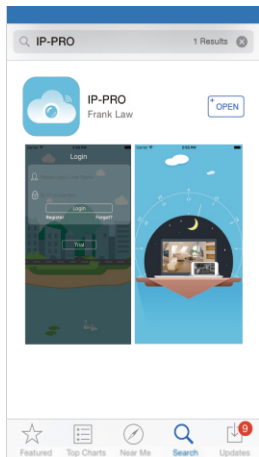 IP-PRO
1 Results
IP-PRO
Frank Law
+ OPEN
Login
Login
Register
Forgot?
Trial
9
Featured
Top Charts
Near Me
Search
Updates